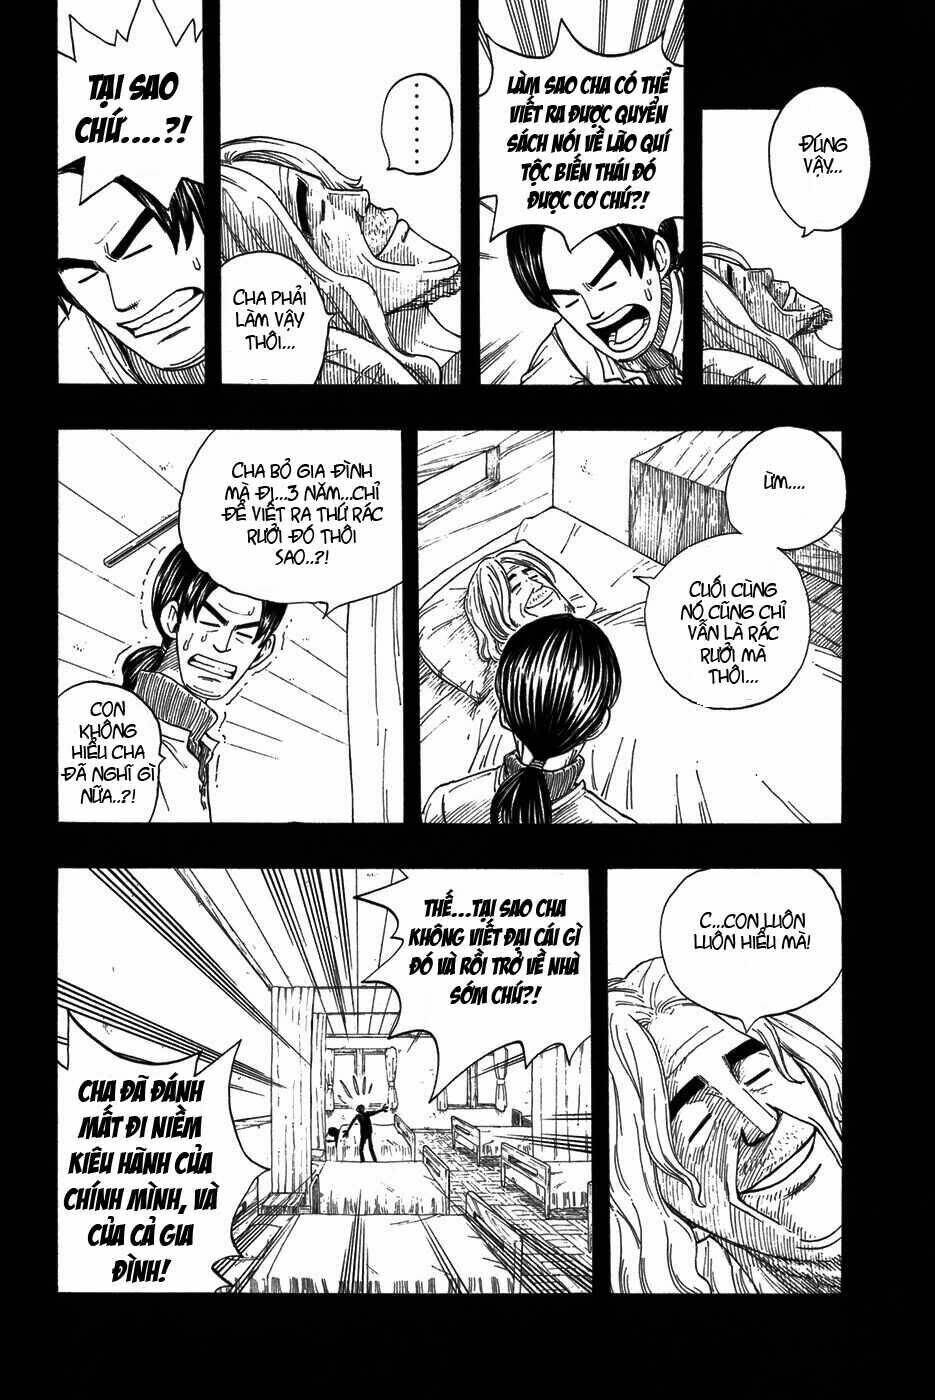 ĐÚNG
VẬY...
LÀM SAO CHA CÓ THỂ
VIẾT RA ĐƯỢC QUYỂN
SÁCH NÓI VỀ LÃO QUÍ
TỘC BIẾN THÁI ĐÓ
ĐƯỢC CƠ CHỨ?!
........
CHA PHẢI
LÀM VẬY
THÔI...
TẠI SAO
CHỨ....?!
ỪM....
CUỐI CÙNG
NÓ CŨNG CHỈ
VẪN LÀ RÁC
RƯỞI MÀ
THÔI...
CHA BỎ GIA ĐÌNH
MÀ ĐI...3 NĂM...CHỈ
ĐỂ VIẾT RA THỨ RÁC
RƯỞI ĐÓ THÔI
SAO..?!
CON
KHÔNG
HIỂU CHA
ĐÃ NGHĨ GÌ
NỮA..?!
C...CON LUÔN
LUÔN HIỂU MÀ!
THẾ...TẠI SAO CHA
KHÔNG VIẾT ĐẠI CÁI GÌ
ĐÓ VÀ RỒI TRỞ VỀ NHÀ
SỚM CHỨ?!
CHA ĐÃ ĐÁNH
MẤT ĐI NIỀM
KIÊU HÃNH CỦA
CHÍNH MÌNH, VÀ
CỦA CẢ GIA
ĐÌNH!